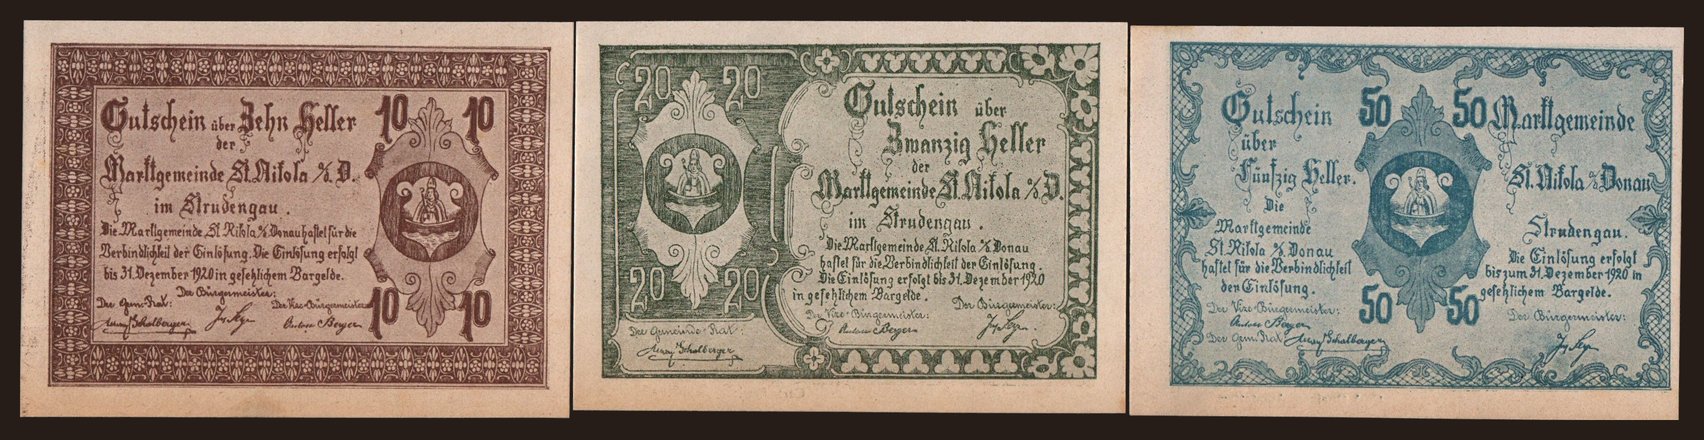 Gutschein über Zehn Heller
der
Marktgemeinde St. Nikola a/d. D.
im Strudengau.
Die Marktgemeinde St. Nikola a/d. Donau haftet für die
Verbindlichkeit der Einlösung. Die Einlösung erfolgt
bis 31. Dezember 1920 in gesetzlichem Bargelde.
Der Bürgermeister:
Der Gem. Rat:
Der Vize-Bürgermeister
10 10
10 10
20 20
20 20
Gutschein über
Zwanzig Heller
der
Marktgemeinde St. Nikola a/d D.
im Strudengau.
Die Marktgemeinde St. Nikola a/d. Donau
haftet für die Verbindlichkeit der Einlösung.
Die Einlösung erfolgt bis 31. Dezember 1920
in gesetzlichem Bargelde.
Der Bürgermeister:
Der Vize-Bürgermeister:
Der Gemeinde-Rat:
Gutschein
über
Fünfzig Heller.
Die
Marktgemeinde
St. Nikola a/d Donau
haftet für die Verbindlichkeit
der Einlösung.
Der Vize-Bürgermeister:
Der Gem. Rat:
50 50
50 50
Marktgemeinde
St. Nikola a/d Donau
Strudengau.
Die Einlösung erfolgt
bis zum 31. Dezember 1920 in
gesetzlichem Bargelde.
Der Bürgermeister: